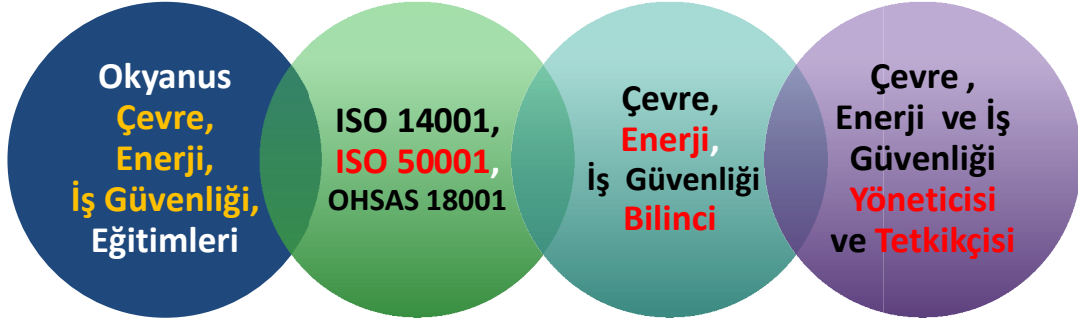 Okyanus
Çevre,
Enerji,
İş Güvenliği,
Eğitimleri
ISO 14001,
ISO 50001,
OHSAS 18001
Çevre,
Enerji,
İş Güvenliği
Bilinci
Çevre ,
Enerji ve İş
Güvenliği
Yöneticisi
ve Tetkikçisi